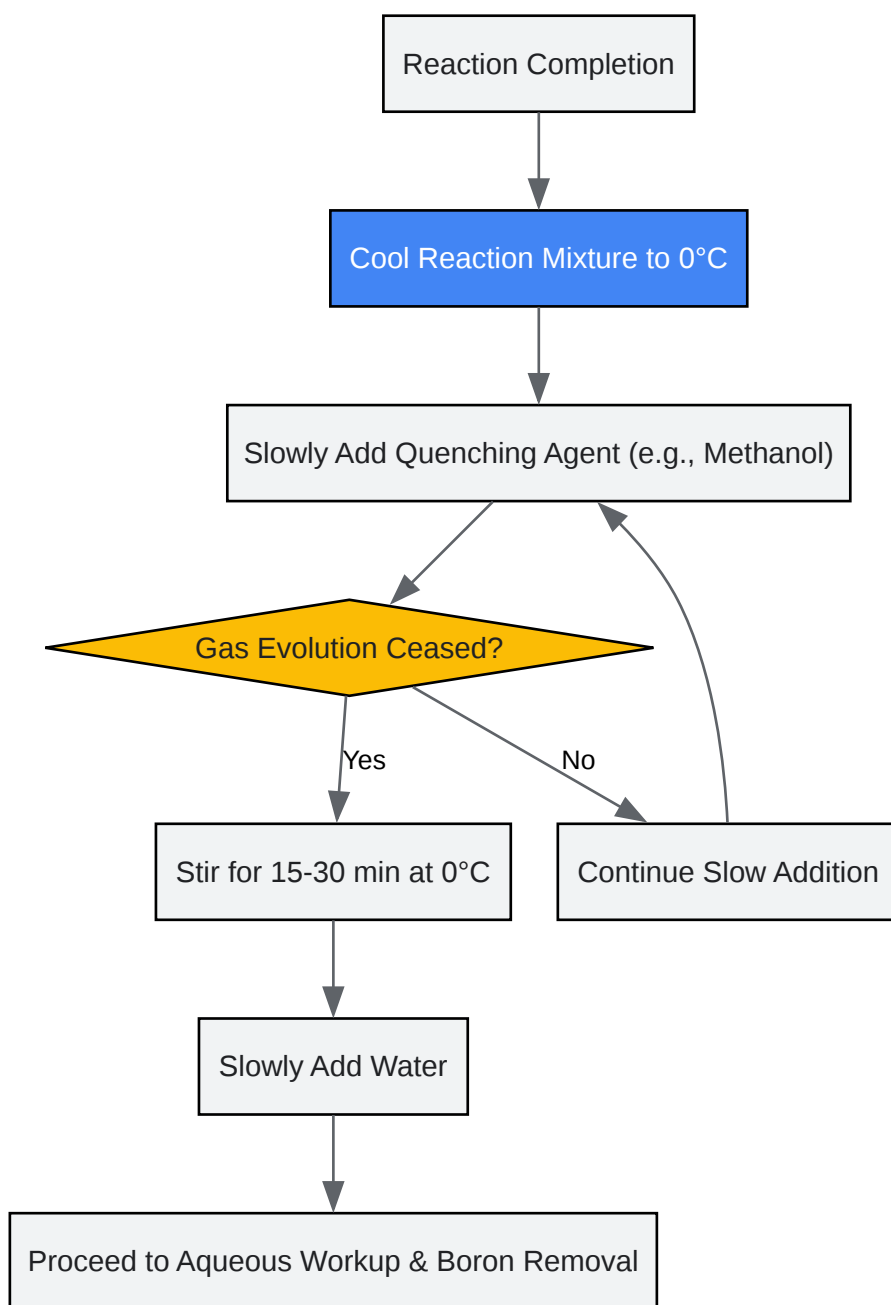 Reaction Completion
Cool Reaction Mixture to 0°C
Slowly Add Quenching Agent (e.g., Methanol)
Gas Evolution Ceased?
Yes
No
Stir for 15-30 min at 0°C
Continue Slow Addition
Slowly Add Water
Proceed to Aqueous Workup & Boron Removal